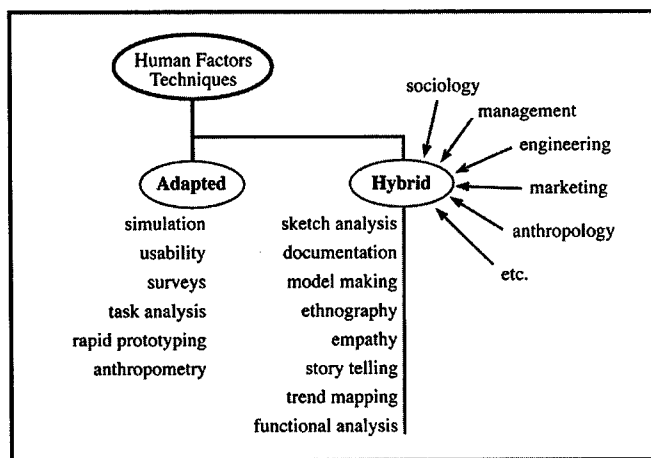 Human Factors
Techniques
sociology
management
engineering
marketing
anthropology
etc.
Adapted
simulation
usability
surveys
task analysis
rapid prototyping
anthropometry
Hybrid
sketch analysis
documentation
model making
ethnography
empathy
story telling
trend mapping
functional analysis